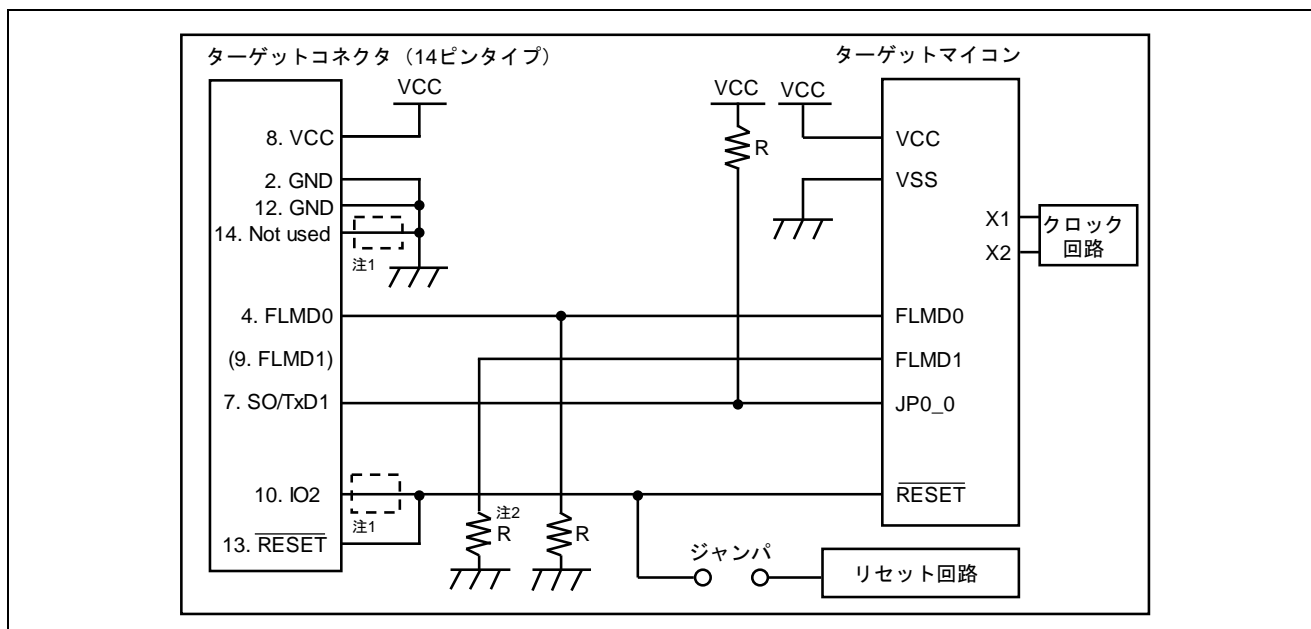 ターゲットコネクタ（14ピンタイプ）
ターゲットマイコン
VCC
VCC
VCC
8. VCC
R
VCC
2. GND
VSS
12. GND
14. Not used
注1
X1
X2
クロック
回路
4. FLMD0
FLMD0
(9. FLMD1)
FLMD1
7. SO/TxD1
JP0_0
10. IO2
RESET
注1
注2
R
R
13. RESET
ジャンパ
リセット回路